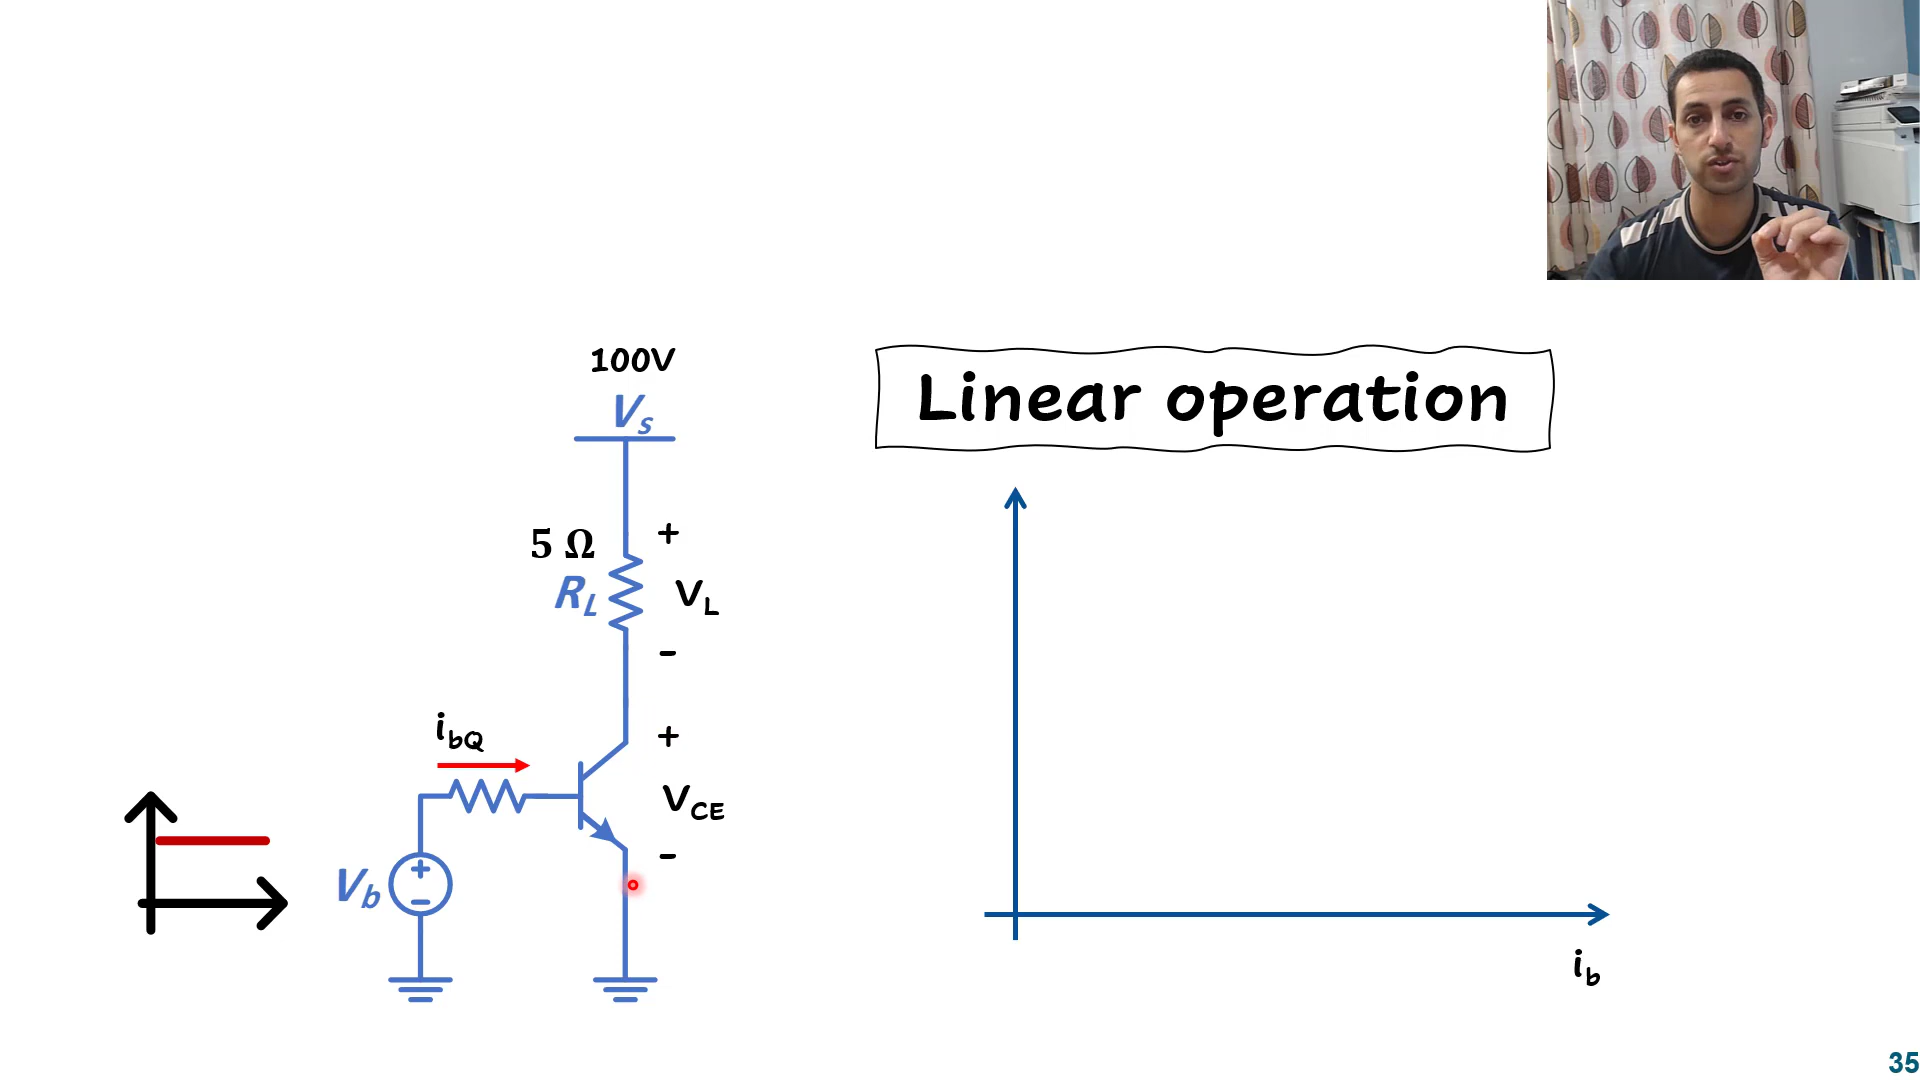 100V
Vs
Linear operation
5 Ω
+
RL
VL
-
ibQ
+
VCE
-
Vb
+
-
ib
35